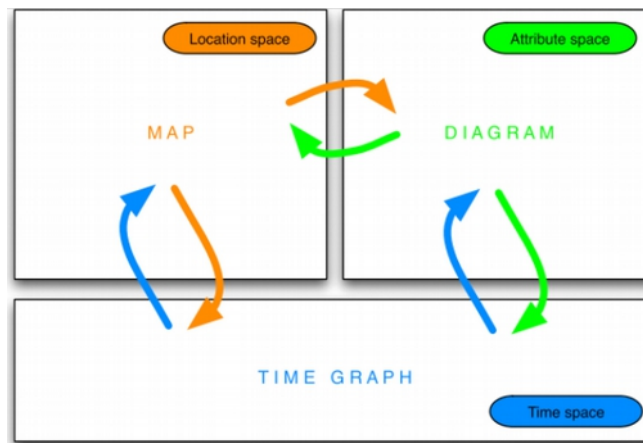 Location space
Attribute space
MAP
DIAGRAM
TIME GRAPH
Time space